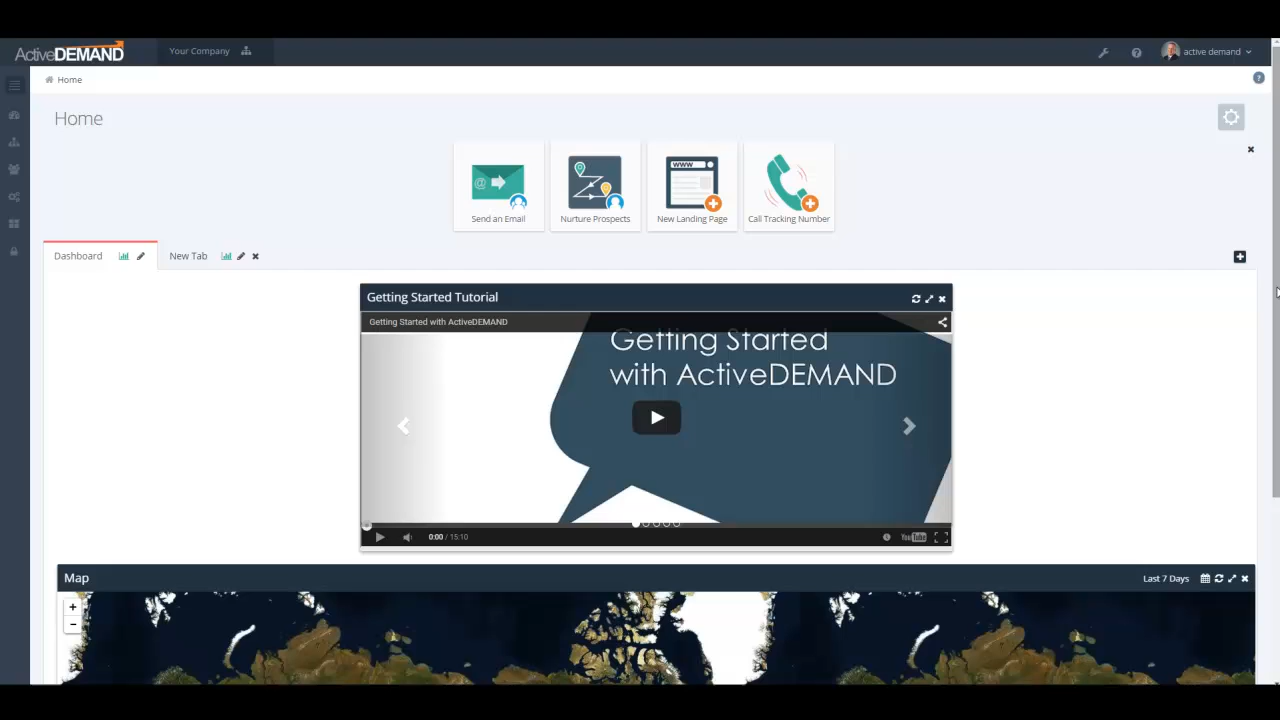 ActiveDEMAND
Your Company
active demand
Home
Home
@
www
Send an Email
Nurture Prospects
New Landing Page
Call Tracking Number
Dashboard
New Tab
Getting Started Tutorial
Getting Started with ActiveDEMAND
Getting Started
with ActiveDEMAND
0:00 / 15:10
YouTube
Map
Last 7 Days
+
-